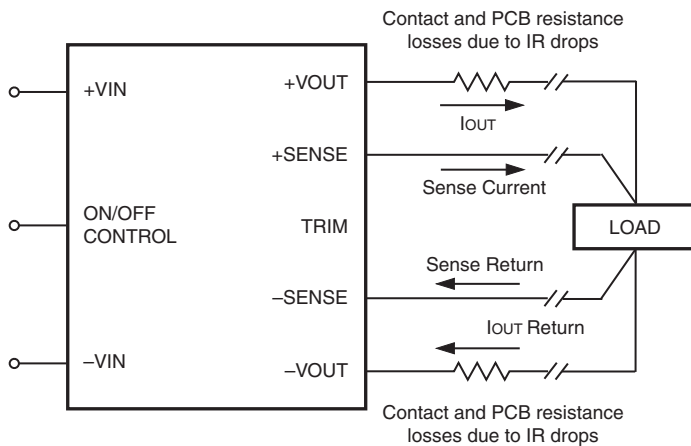 Contact and PCB resistance
losses due to IR drops
+VIN
+VOUT
IOUT
+SENSE
Sense Current
ON/OFF
CONTROL
TRIM
LOAD
Sense Return
–SENSE
IOUT Return
–VIN
–VOUT
Contact and PCB resistance
losses due to IR drops